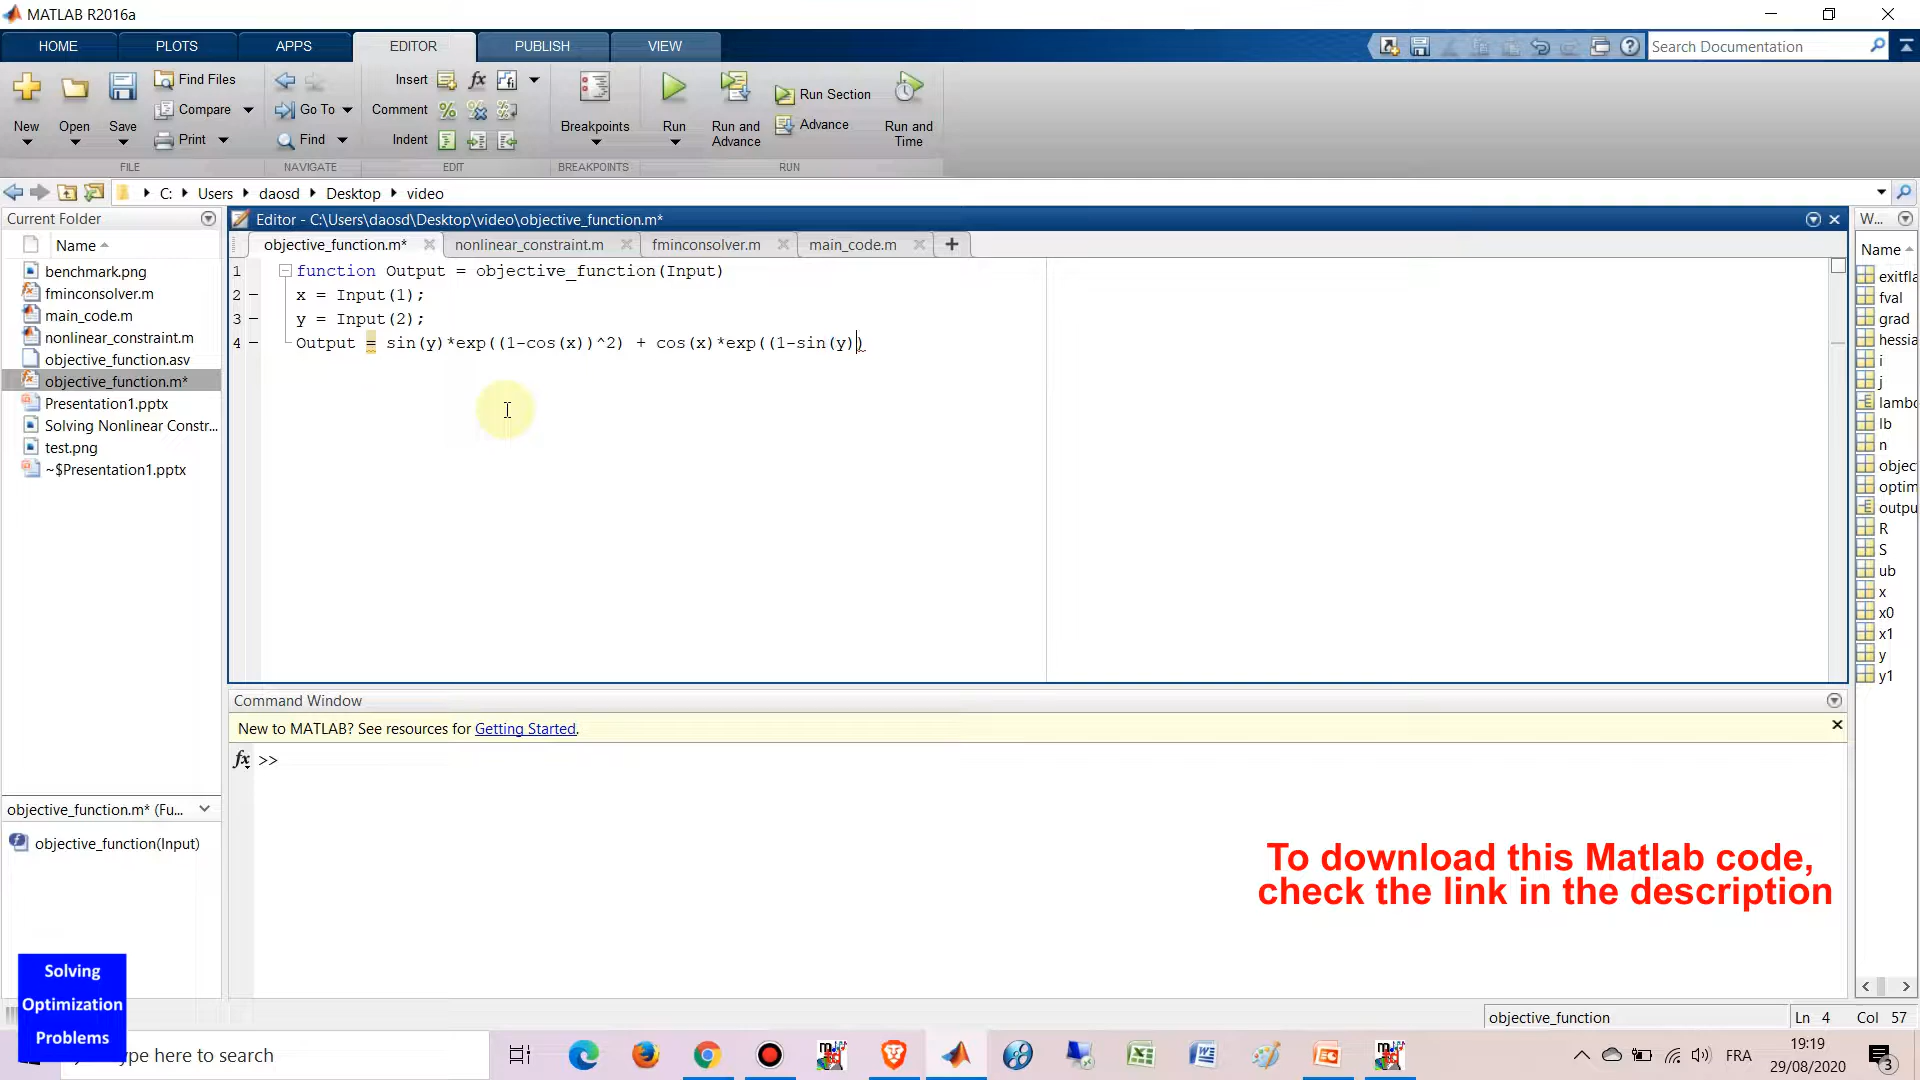 MATLAB R2016a
HOME PLOTS APPS EDITOR PUBLISH VIEW
Search Documentation
Find Files
Compare
Print
New Open Save
FILE
Go To
Find
NAVIGATE
Insert
Comment
Indent
EDIT
Breakpoints
BREAKPOINTS
Run
Run and Advance
Run Section
Advance
Run and Time
RUN
C: Users daosd Desktop video
Current Folder
Name
benchmark.png
fminconsolver.m
main_code.m
nonlinear_constraint.m
objective_function.asv
objective_function.m*
Presentation1.pptx
Solving Nonlinear Constr...
test.png
~$Presentation1.pptx
objective_function.m* (Fu...
objective_function(Input)
Editor - C:\Users\daosd\Desktop\video\objective_function.m*
objective_function.m* nonlinear_constraint.m fminconsolver.m main_code.m
1 function Output = objective_function(Input)
2 x = Input(1);
3 y = Input(2);
4 Output = sin(y)*exp((1-cos(x))^2) + cos(x)*exp((1-sin(y))
Command Window
New to MATLAB? See resources for Getting Started.
fx >>
W...
Name
exitfla
fval
grad
hessia
i
j
lambo
lb
n
objec
optim
outpu
R
S
ub
x
x0
x1
y
y1
To download this Matlab code,
check the link in the description
Solving
Optimization
Problems
objective_function
Ln 4 Col 57
ype here to search
FRA
19:19
29/08/2020
3